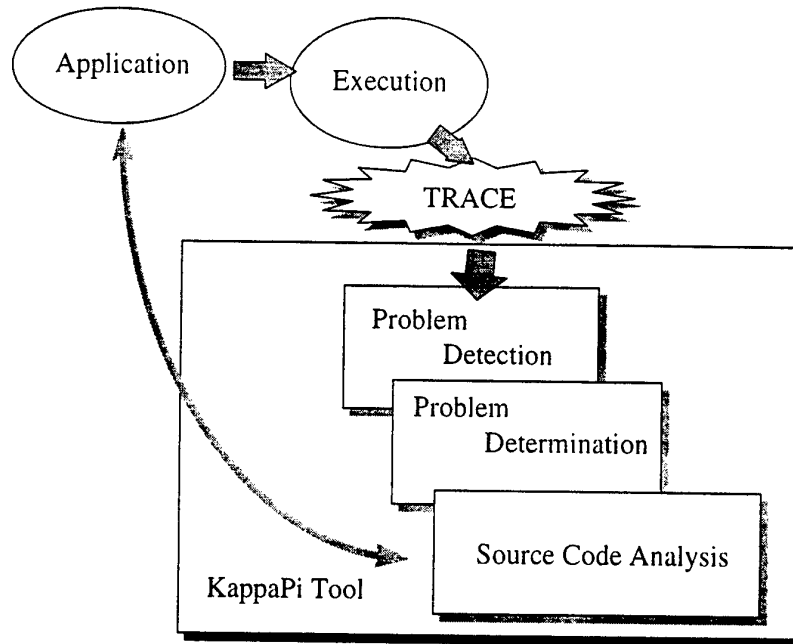 Application
Execution
TRACE
Problem
Detection
Problem
Determination
Source Code Analysis
KappaPi Tool